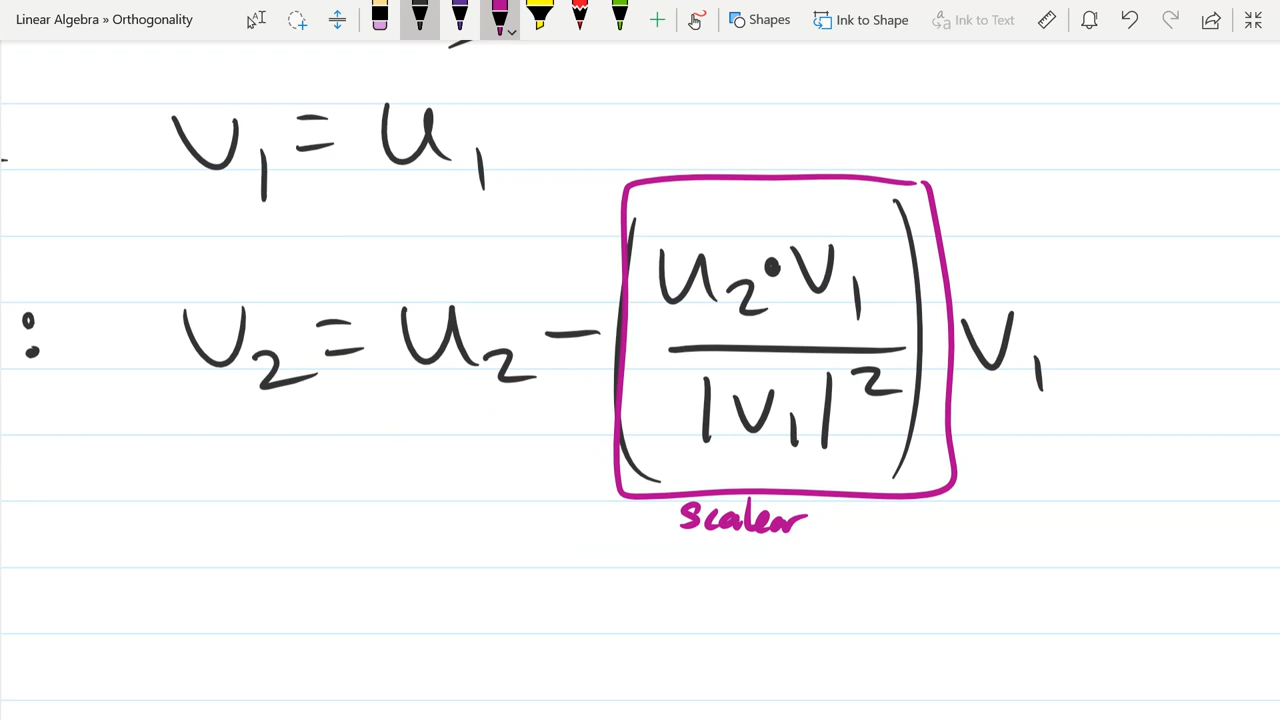 Linear Algebra » Orthogonality
Shapes
Ink to Shape
Ink to Text
V₁ = u₁
: V₂ = u₂ − (u₂•V₁ / |V₁|²) V₁
scalear